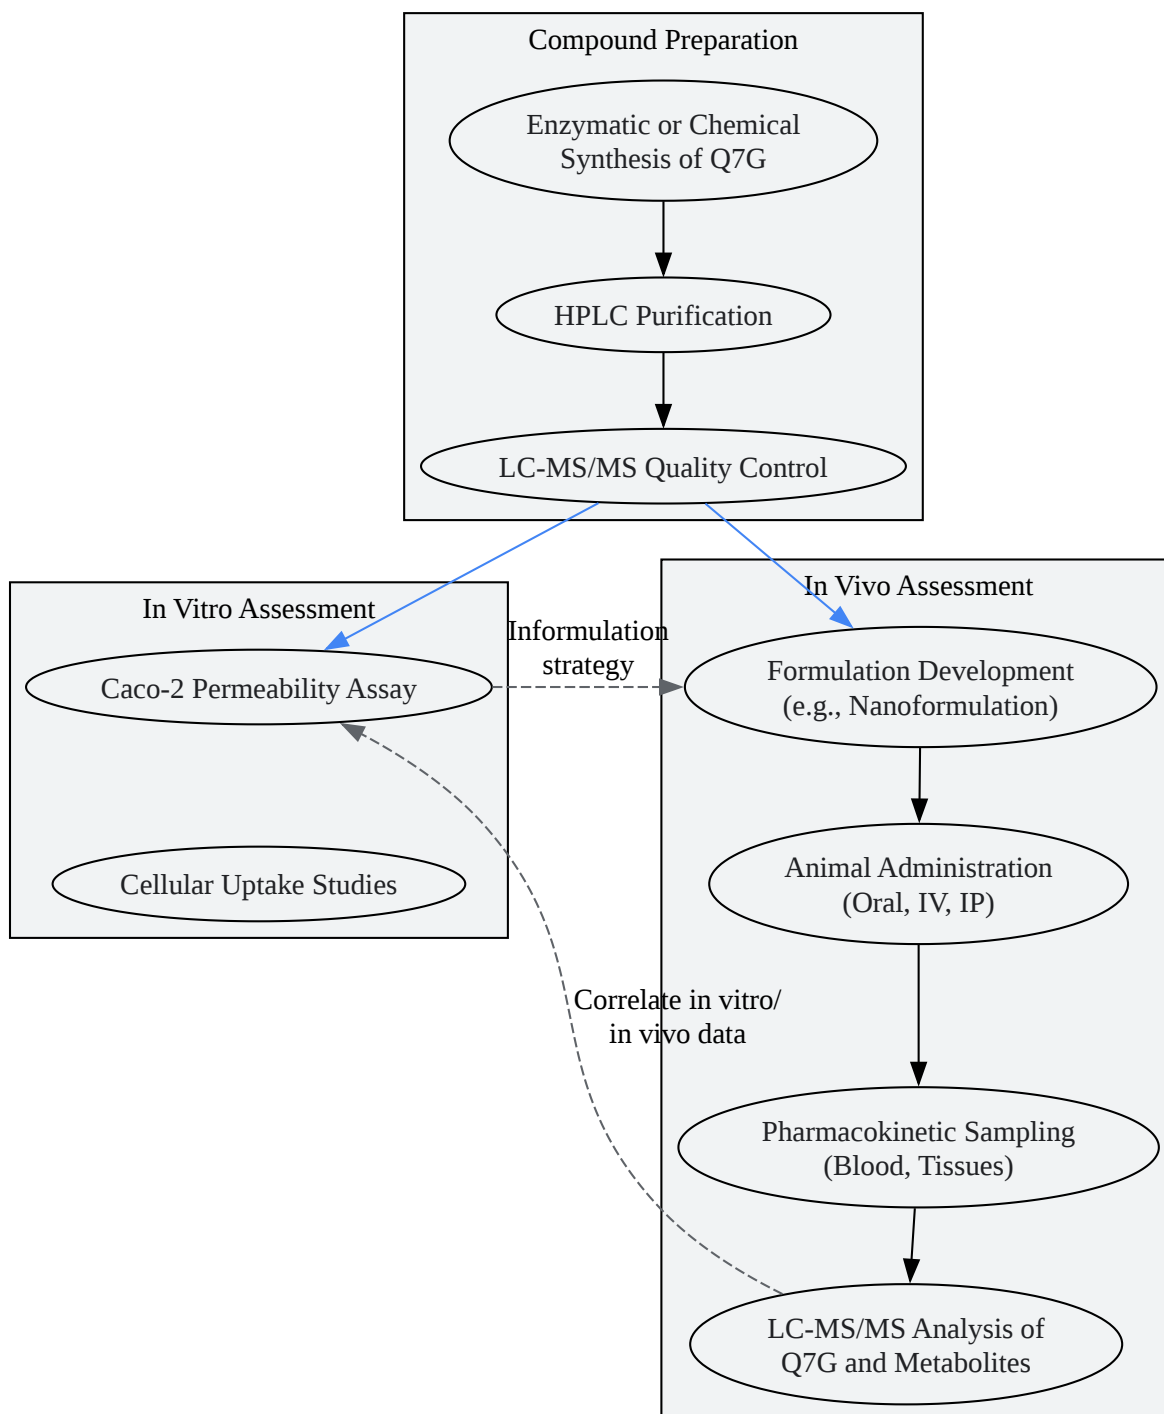 Compound Preparation
Enzymatic or Chemical
Synthesis of Q7G
HPLC Purification
LC-MS/MS Quality Control
In Vitro Assessment
Caco-2 Permeability Assay
Cellular Uptake Studies
Informulation
strategy
In Vivo Assessment
Formulation Development
(e.g., Nanoformulation)
Animal Administration
(Oral, IV, IP)
Correlate in vitro/
in vivo data
Pharmacokinetic Sampling
(Blood, Tissues)
LC-MS/MS Analysis of
Q7G and Metabolites